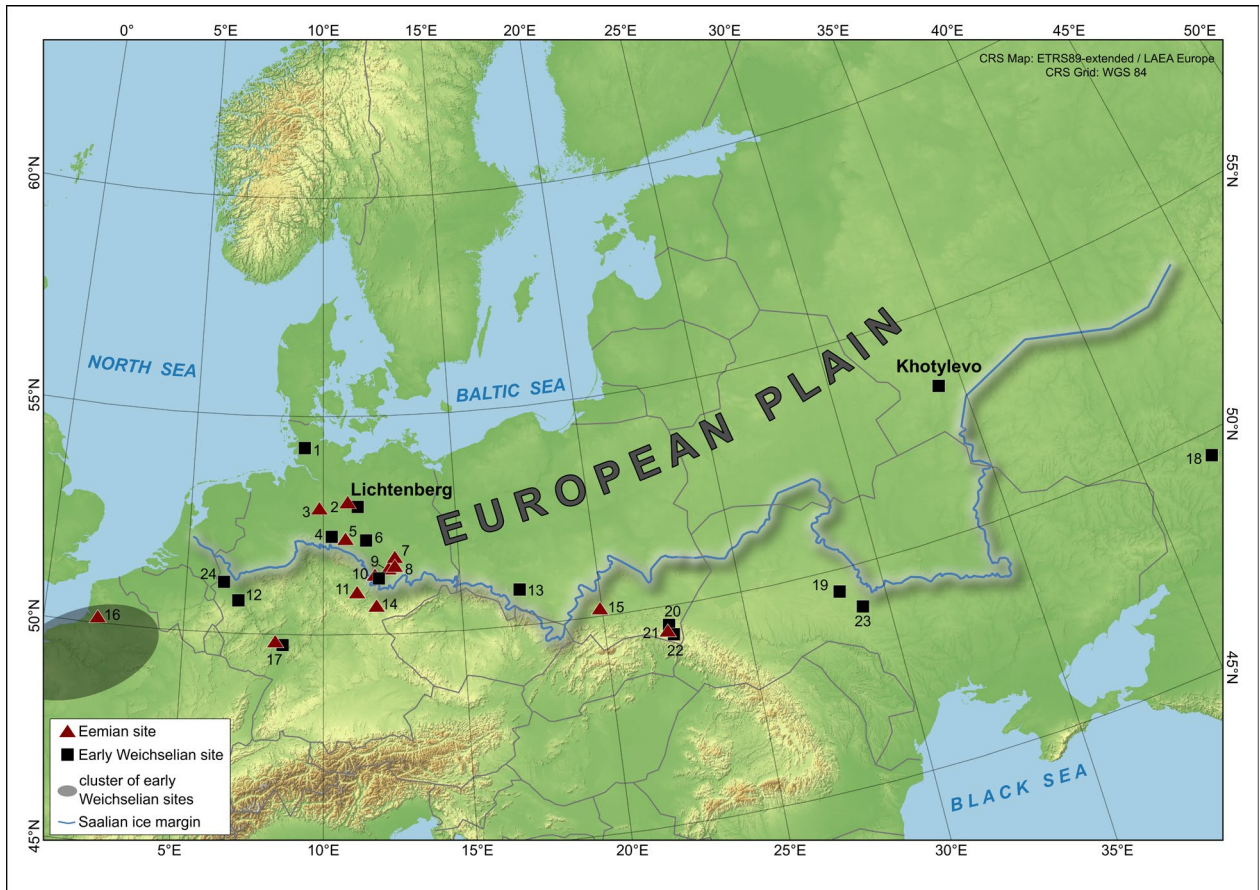 0° 5°E 10°E 15°E 20°E 25°E 30°E 35°E 40°E 45°E 50°E
CRS Map: ETRS89-extended / LAEA Europe
CRS Grid: WGS 84
60°N
55°N
NORTH SEA
BALTIC SEA
EUROPEAN PLAIN
Khotylevo
55°N
50°N
1
18
Lichtenberg
2
3
4
5
6
7
8
9
10
11
14
24
12
13
15
16
17
19
23
20
21
22
50°N
45°N
BLACK SEA
Eemian site
Early Weichselian site
cluster of early
Weichselian sites
Saalian ice margin
45°N
5°E 10°E 15°E 20°E 25°E 30°E 35°E